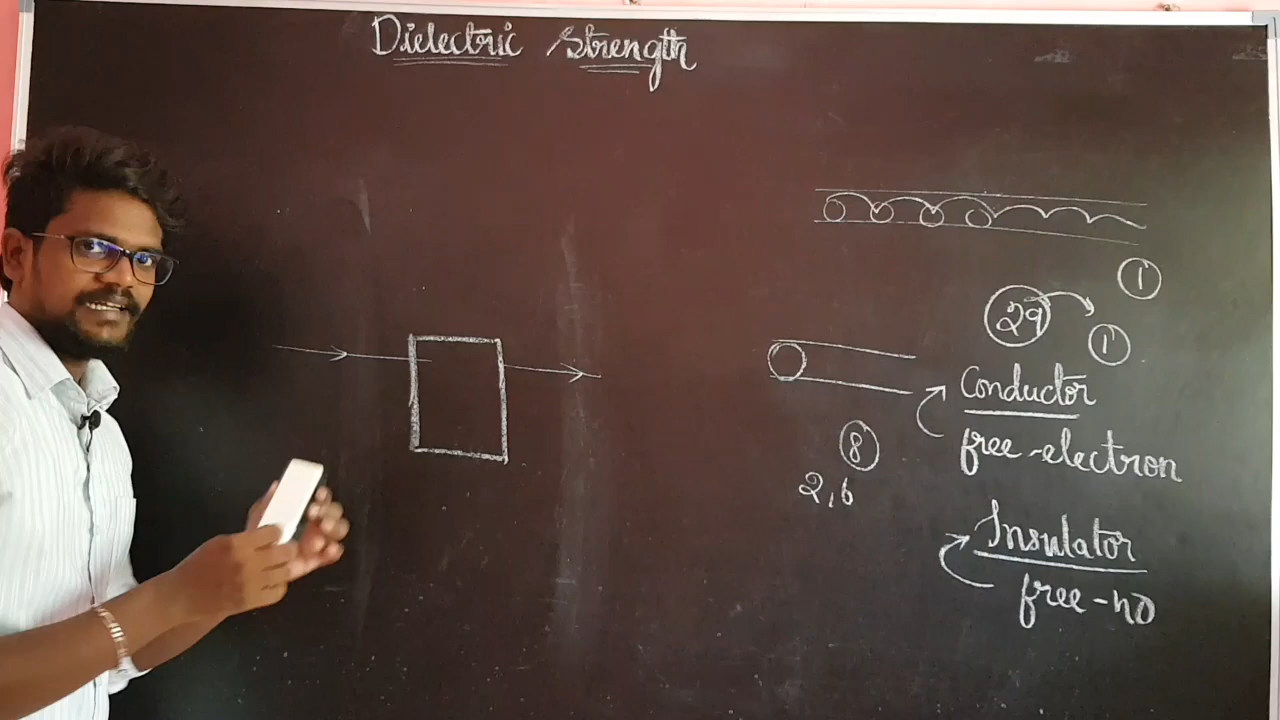 Dielectric Strength
1
29
1
Conductor
free-electron
8
2,6
Insulator
free-no